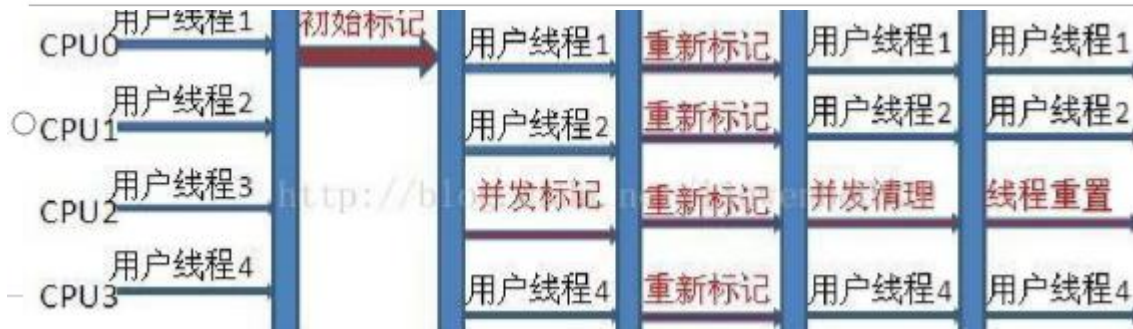 CPU0 用户线程1 初始标记 用户线程1 重新标记 用户线程1 用户线程1
CPU1 用户线程2 用户线程2 重新标记 用户线程2 用户线程2
CPU2 用户线程3 并发标记 重新标记 并发清理 线程重置
CPU3 用户线程4 用户线程4 重新标记 用户线程4 用户线程4